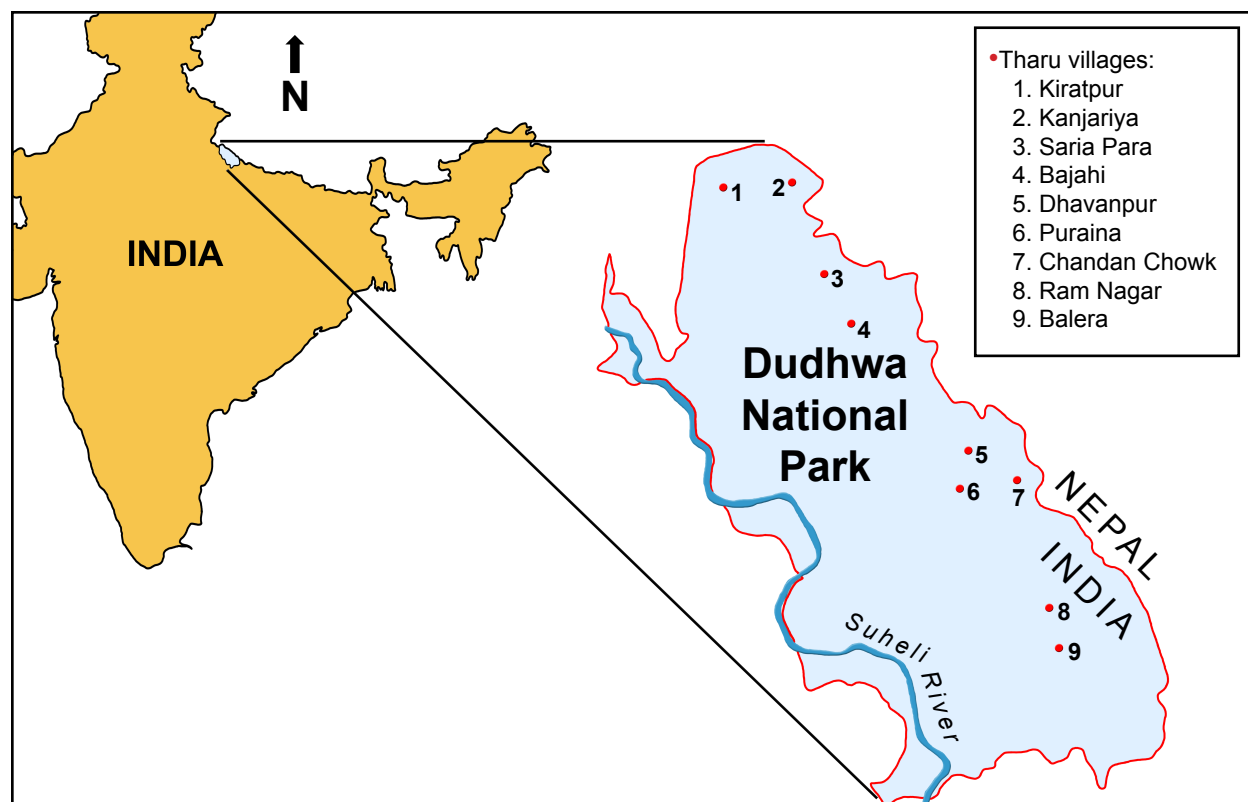 N
INDIA
Tharu villages:
1. Kiratpur
2. Kanjariya
3. Saria Para
4. Bajahi
5. Dhavanpur
6. Puraina
7. Chandan Chowk
8. Ram Nagar
9. Balera
1
2
3
4
Dudhwa
National
Park
5
6
7
NEPAL
INDIA
8
9
Suheli River